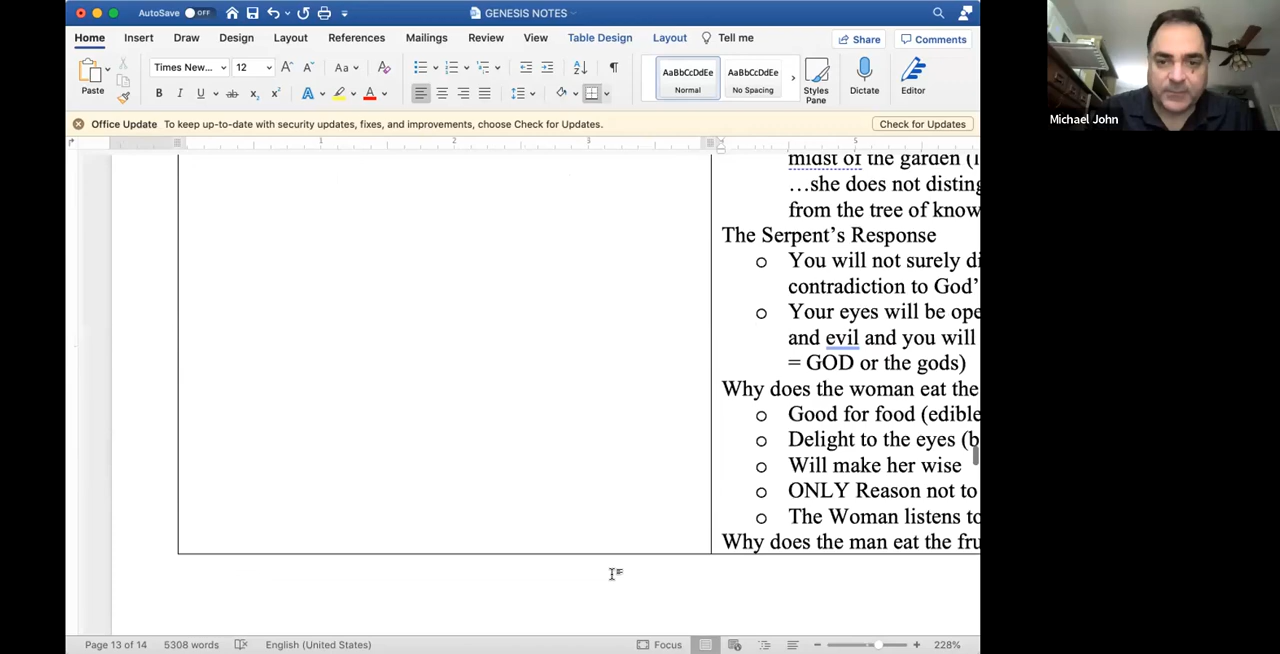 AutoSave OFF GENESIS NOTES
Home Insert Draw Design Layout References Mailings Review View Table Design Layout Tell me Share Comments
Paste Times New... 12 Aa AaBbCcDdEe Normal AaBbCcDdEe No Spacing Styles Pane Dictate Editor
Office Update To keep up-to-date with security updates, fixes, and improvements, choose Check for Updates. Check for Updates
Michael John
1 2 3 5
midst of the garden (
…she does not disting
from the tree of know
The Serpent’s Response
o You will not surely di
contradiction to God’
o Your eyes will be ope
and evil and you will
= GOD or the gods)
Why does the woman eat the
o Good for food (edible
o Delight to the eyes (b
o Will make her wise
o ONLY Reason not to
o The Woman listens to
Why does the man eat the fru
Page 13 of 14 5308 words English (United States) Focus 228%